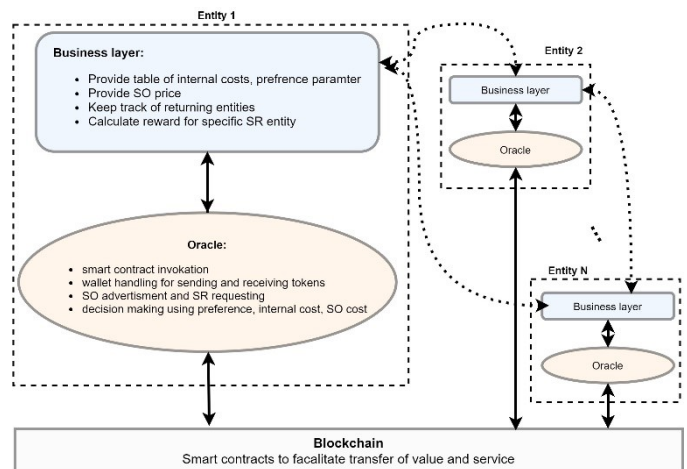 Entity 1
Business layer:
• Provide table of internal costs, prefrence paramter
• Provide SO price
• Keep track of returning entities
• Calculate reward for specific SR entity
Oracle:
• smart contract invokation
• wallet handling for sending and receiving tokens
• SO advertisment and SR requesting
• decision making using preference, internal cost, SO cost
Entity 2
Business layer
Oracle
Entity N
Business layer
Oracle
Blockchain
Smart contracts to facalitate transfer of value and service